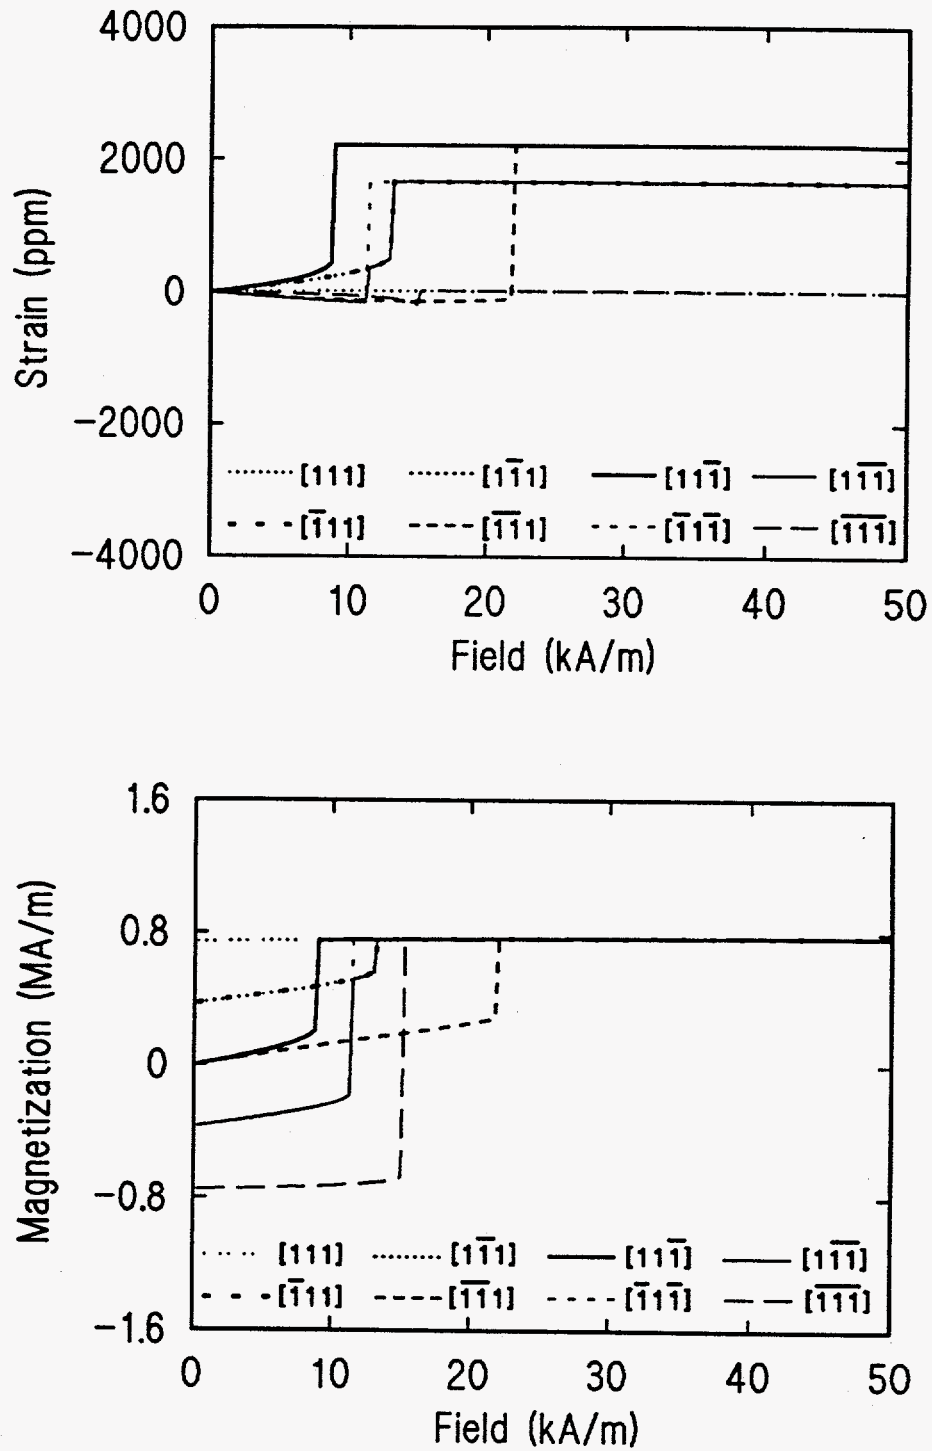 4000
2000
0
−2000
−4000
Strain (ppm)
[111] [11̅1] [111̅] [11̅1̅]
[1̅11] [1̅1̅1] [1̅11̅] [1̅1̅1̅]
0 10 20 30 40 50
Field (kA/m)
1.6
0.8
0
−0.8
−1.6
Magnetization (MA/m)
[111] [11̅1] [111̅] [11̅1̅]
[1̅11] [1̅1̅1] [1̅11̅] [1̅1̅1̅]
0 10 20 30 40 50
Field (kA/m)